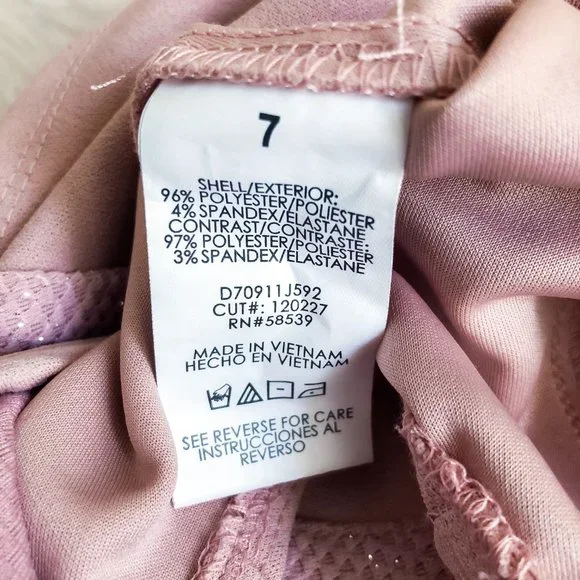 7
SHELL/EXTERIOR:
96% POLYESTER/POLIESTER
4% SPANDEX/ELASTANE
CONTRAST/CONTRASTE:
97% POLYESTER/POLIESTER
3% SPANDEX/ELASTANE
D70911J592
CUT#: 120227
RN#58539
MADE IN VIETNAM
HECHO EN VIETNAM
SEE REVERSE FOR CARE
INSTRUCCIONES AL
REVERSO